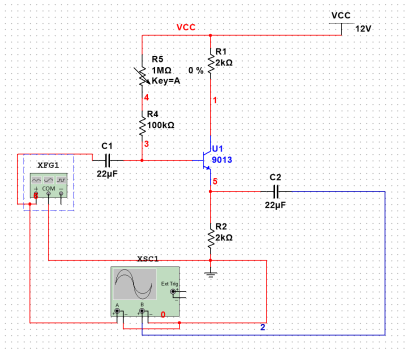 VCC
VCC
12V
R5
1MΩ
Key=A
0 %
R1
2kΩ
4
1
R4
100kΩ
3
C1
22µF
U1
9013
5
C2
22µF
XFG1
COM
R2
2kΩ
XSC1
Ext Trig
A
B
0
2